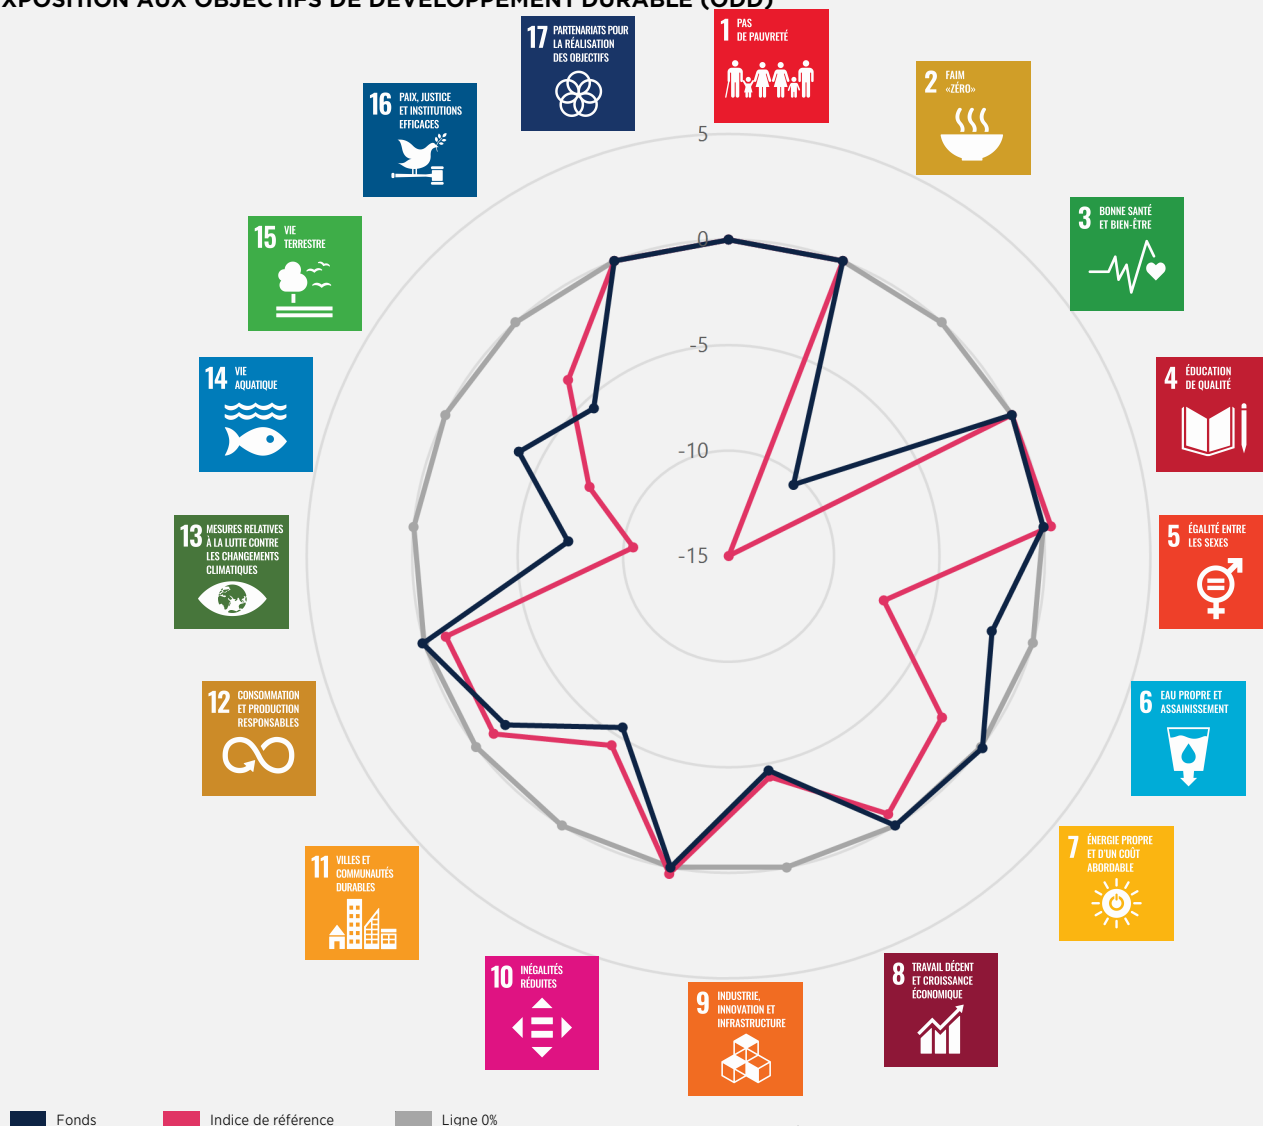 EXPOSITION AUX OBJECTIFS DE DÉVELOPPEMENT DURABLE (ODD)
17 PARTENARIATS POUR
LA RÉALISATION
DES OBJECTIFS
1 PAS
DE PAUVRETÉ
2 FAIM
«ZÉRO»
16 PAIX, JUSTICE
ET INSTITUTIONS
EFFICACES
3 BONNE SANTÉ
ET BIEN-ÊTRE
15 VIE
TERRESTRE
4 ÉDUCATION
DE QUALITÉ
14 VIE
AQUATIQUE
5 ÉGALITÉ ENTRE
LES SEXES
13 MESURES RELATIVES
À LA LUTTE CONTRE
LES CHANGEMENTS
CLIMATIQUES
6 EAU PROPRE ET
ASSAINISSEMENT
12 CONSOMMATION
ET PRODUCTION
RESPONSABLES
7 ÉNERGIE PROPRE
ET D'UN COÛT
ABORDABLE
11 VILLES ET
COMMUNAUTÉS
DURABLES
8 TRAVAIL DÉCENT
ET CROISSANCE
ÉCONOMIQUE
10 INÉGALITÉS
RÉDUITES
9 INDUSTRIE,
INNOVATION ET
INFRASTRUCTURE
5
0
-5
-10
-15
Fonds
Indice de référence
Ligne 0%